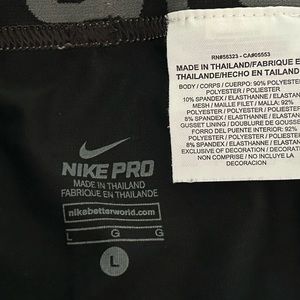 NIKE PRO
MADE IN THAILAND
FABRIQUE EN THAILANDE
nikebetterworld.com
L G G
L
RN#56323 - CA#05553
MADE IN THAILAND/FABRIQUE EN
THAILANDE/HECHO EN TAILAND
BODY / CORPS / CUERPO: 90% POLYESTER
POLYESTER / POLIESTER
10% SPANDEX / ELASTHANNE / ELASTANO
MESH / MAILLE FILET / MALLA: 92%
POLYESTER / POLYESTER / POLIESTER
8% SPANDEX / ELASTHANNE / ELASTANO
GUSSET LINING / DOUBLURE DE GOUSSET
FORRO DEL PUENTE ANTERIOR: 92%
POLYESTER / POLYESTER / POLIESTER
8% SPANDEX / ELASTHANNE / ELASTANO
EXCLUSIVE OF DECORATION / DECORATION
NON INCLUS / NO INCLUYE LA
DECORACION